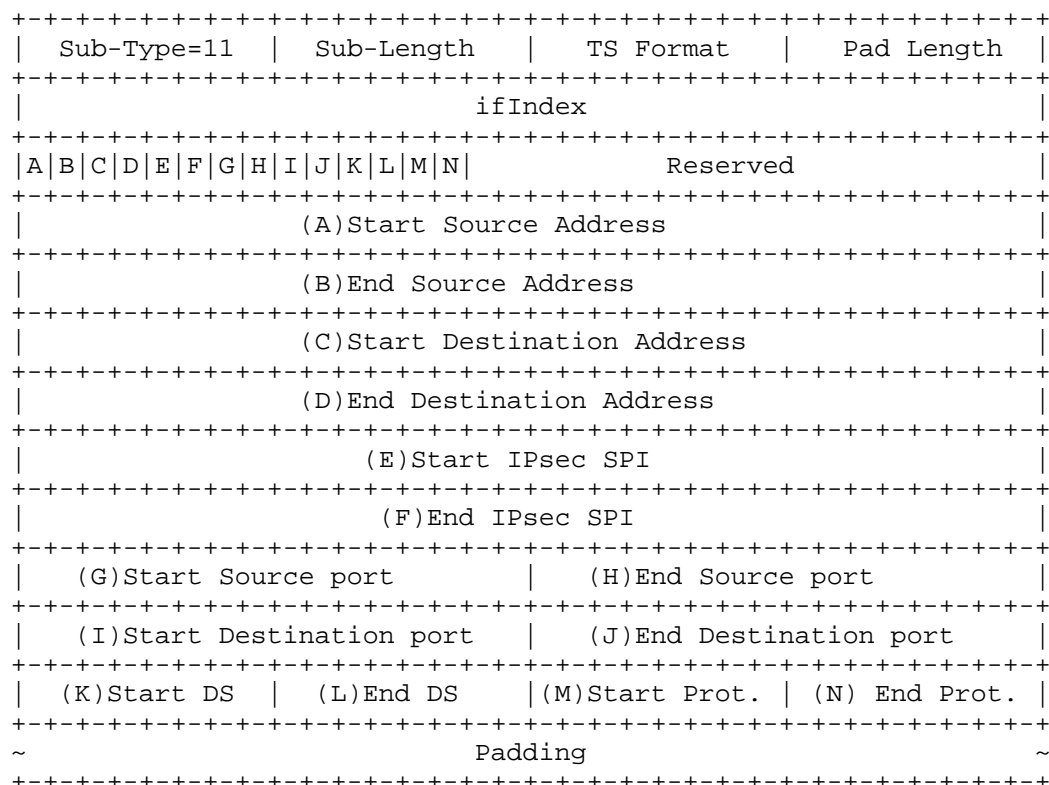 +-+-+-+-+-+-+-+-+-+-+-+-+-+-+-+-+-+-+-+-+-+-+-+-+-+-+-+-+-+-+-+-+
|  Sub-Type=11  |  Sub-Length   |   TS Format   |   Pad Length  |
+-+-+-+-+-+-+-+-+-+-+-+-+-+-+-+-+-+-+-+-+-+-+-+-+-+-+-+-+-+-+-+-+
|                            ifIndex                            |
+-+-+-+-+-+-+-+-+-+-+-+-+-+-+-+-+-+-+-+-+-+-+-+-+-+-+-+-+-+-+-+-+
|A|B|C|D|E|F|G|H|I|J|K|L|M|N|            Reserved               |
+-+-+-+-+-+-+-+-+-+-+-+-+-+-+-+-+-+-+-+-+-+-+-+-+-+-+-+-+-+-+-+-+
|                 (A)Start Source Address                       |
+-+-+-+-+-+-+-+-+-+-+-+-+-+-+-+-+-+-+-+-+-+-+-+-+-+-+-+-+-+-+-+-+
|                 (B)End Source Address                         |
+-+-+-+-+-+-+-+-+-+-+-+-+-+-+-+-+-+-+-+-+-+-+-+-+-+-+-+-+-+-+-+-+
|                 (C)Start Destination Address                  |
+-+-+-+-+-+-+-+-+-+-+-+-+-+-+-+-+-+-+-+-+-+-+-+-+-+-+-+-+-+-+-+-+
|                 (D)End Destination Address                    |
+-+-+-+-+-+-+-+-+-+-+-+-+-+-+-+-+-+-+-+-+-+-+-+-+-+-+-+-+-+-+-+-+
|                     (E)Start IPsec SPI                        |
+-+-+-+-+-+-+-+-+-+-+-+-+-+-+-+-+-+-+-+-+-+-+-+-+-+-+-+-+-+-+-+-+
|                      (F)End IPsec SPI                         |
+-+-+-+-+-+-+-+-+-+-+-+-+-+-+-+-+-+-+-+-+-+-+-+-+-+-+-+-+-+-+-+-+
|   (G)Start Source port        |   (H)End Source port          |
+-+-+-+-+-+-+-+-+-+-+-+-+-+-+-+-+-+-+-+-+-+-+-+-+-+-+-+-+-+-+-+-+
|   (I)Start Destination port   |   (J)End Destination port     |
+-+-+-+-+-+-+-+-+-+-+-+-+-+-+-+-+-+-+-+-+-+-+-+-+-+-+-+-+-+-+-+-+
|  (K)Start DS  |  (L)End DS    |(M)Start Prot. | (N) End Prot. |
+-+-+-+-+-+-+-+-+-+-+-+-+-+-+-+-+-+-+-+-+-+-+-+-+-+-+-+-+-+-+-+-+
~                            Padding                            ~
+-+-+-+-+-+-+-+-+-+-+-+-+-+-+-+-+-+-+-+-+-+-+-+-+-+-+-+-+-+-+-+-+